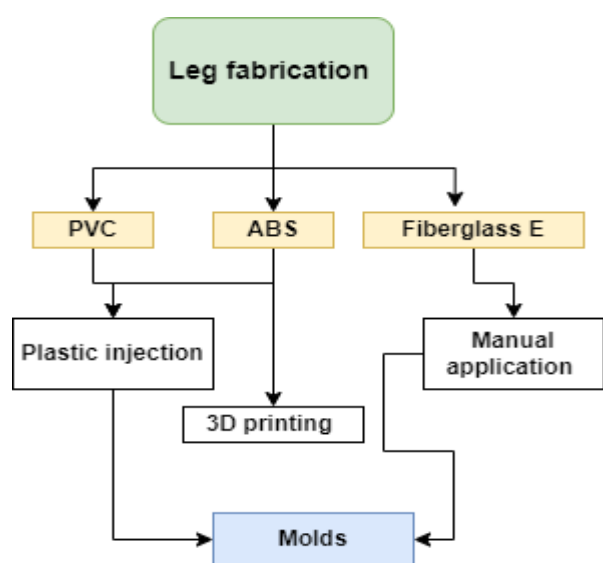 Leg fabrication
PVC
ABS
Fiberglass E
Plastic injection
Manual
application
3D printing
Molds